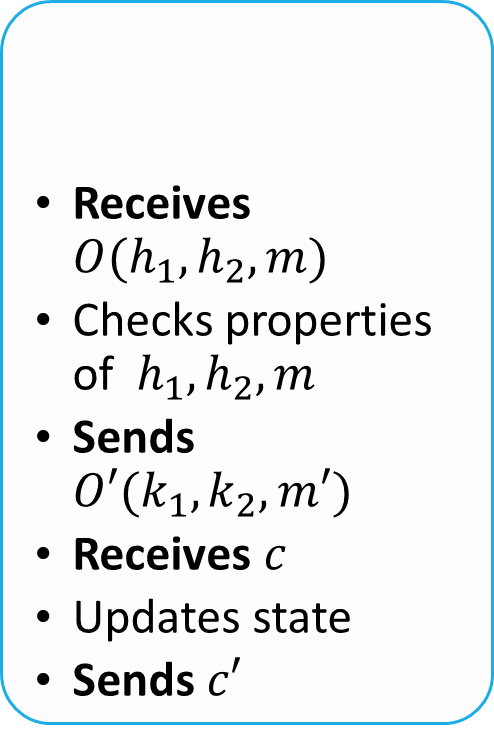 • Receives
𝑂(ℎ₁, ℎ₂, 𝑚)
• Checks properties
of ℎ₁, ℎ₂, 𝑚
• Sends
𝑂′(𝑘₁, 𝑘₂, 𝑚′)
• Receives 𝑐
• Updates state
• Sends 𝑐′